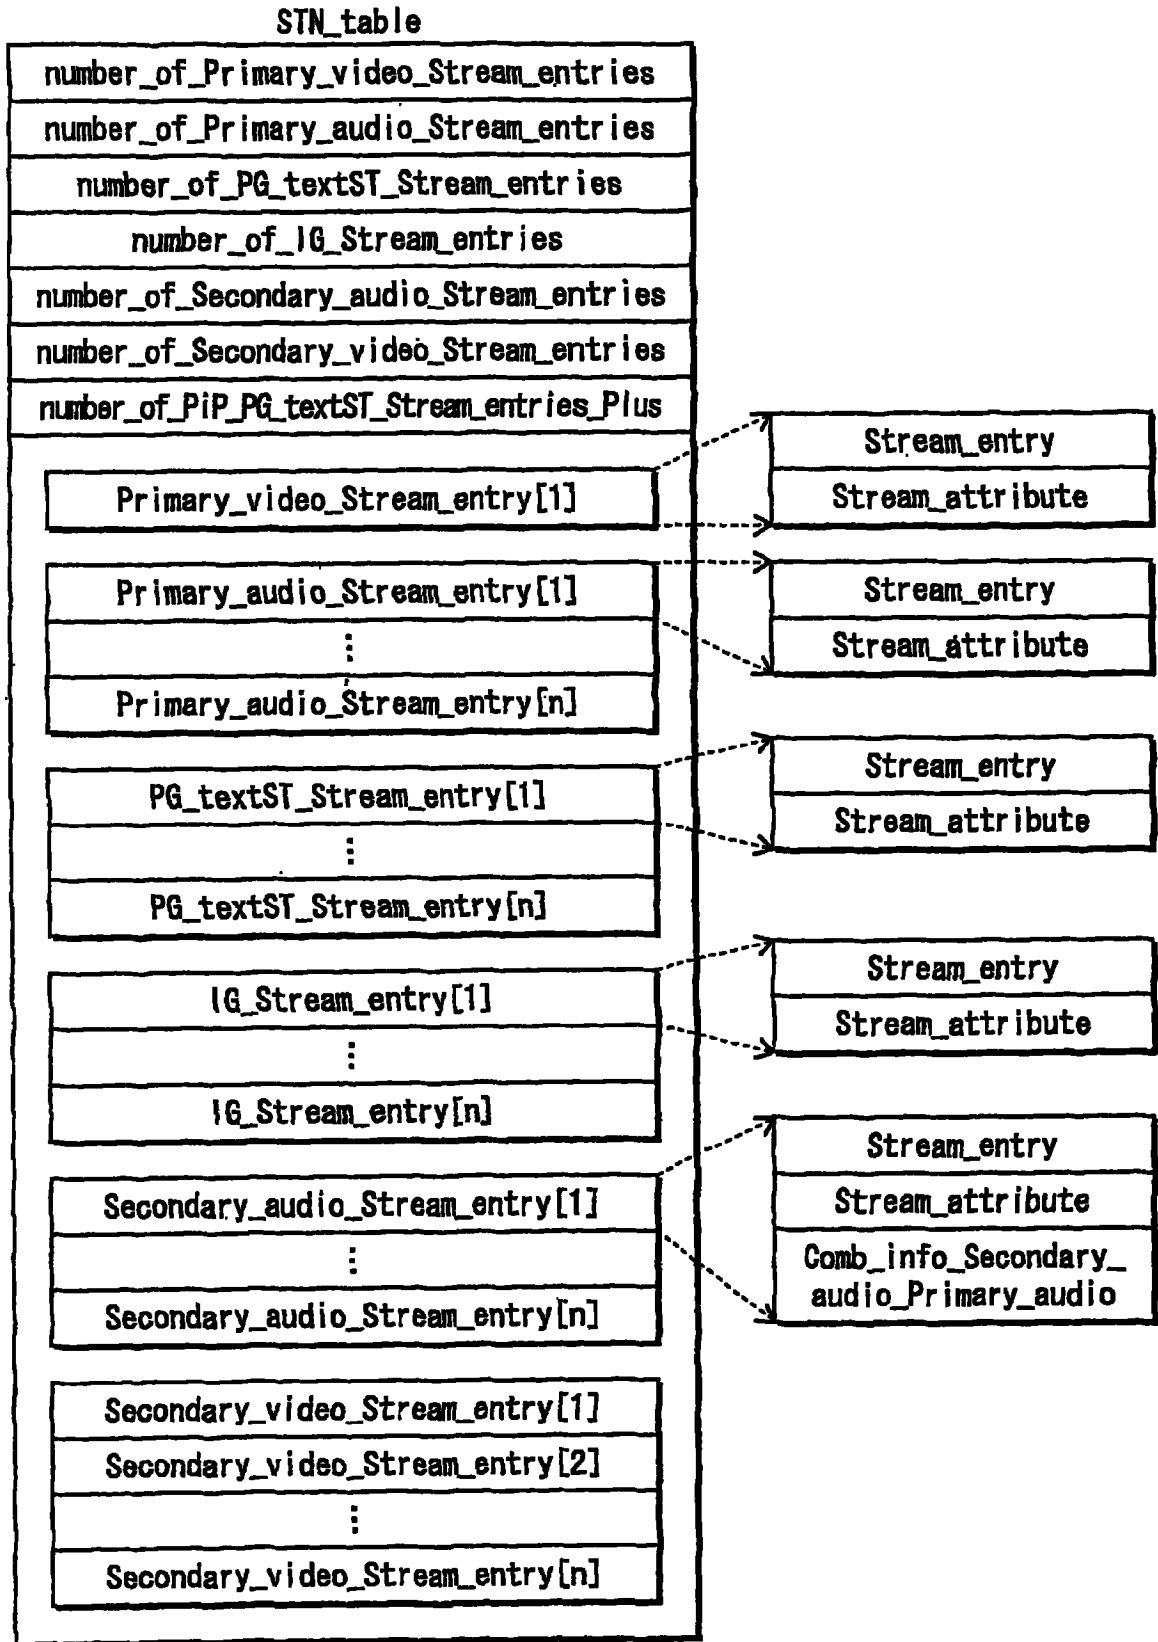 STN_table
number_of_Primary_video_Stream_entries
number_of_Primary_audio_Stream_entries
number_of_PG_textST_Stream_entries
number_of_IG_Stream_entries
number_of_Secondary_audio_Stream_entries
number_of_Secondary_video_Stream_entries
number_of_PiP_PG_textST_Stream_entries_Plus
Primary_video_Stream_entry[1]
Stream_entry
Stream_attribute
Primary_audio_Stream_entry[1]
⋮
Primary_audio_Stream_entry[n]
Stream_entry
Stream_attribute
PG_textST_Stream_entry[1]
⋮
PG_textST_Stream_entry[n]
Stream_entry
Stream_attribute
IG_Stream_entry[1]
⋮
IG_Stream_entry[n]
Stream_entry
Stream_attribute
Secondary_audio_Stream_entry[1]
⋮
Secondary_audio_Stream_entry[n]
Stream_entry
Stream_attribute
Comb_info_Secondary_
audio_Primary_audio
Secondary_video_Stream_entry[1]
Secondary_video_Stream_entry[2]
⋮
Secondary_video_Stream_entry[n]